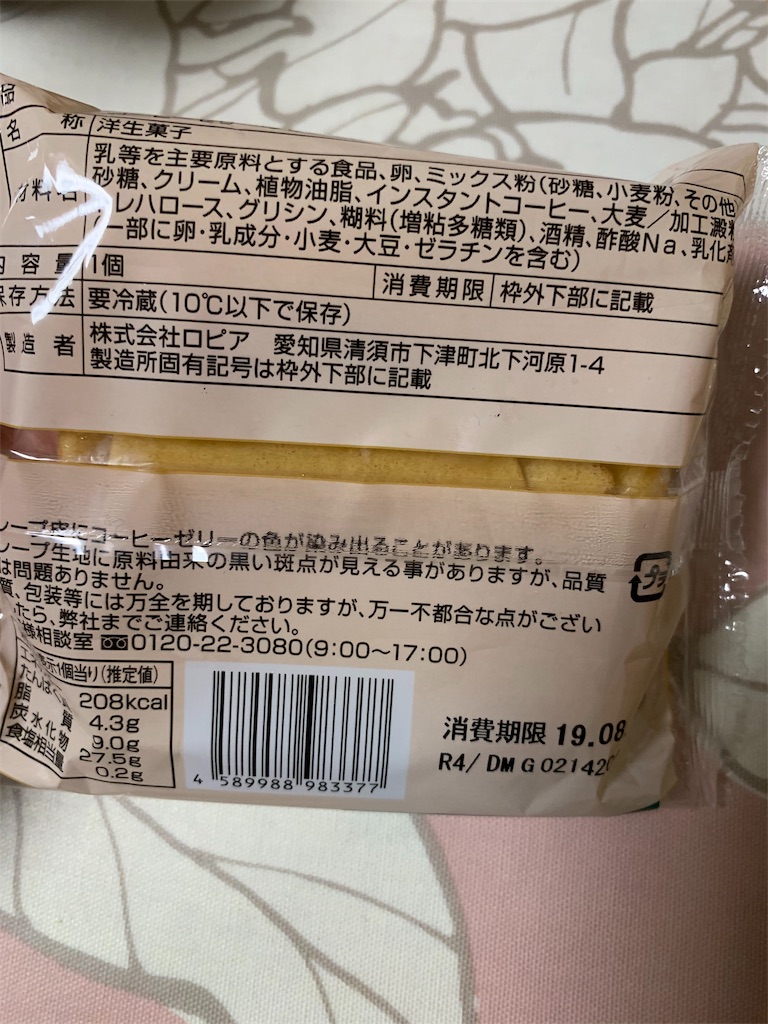 名 称 洋生菓子
材料名 乳等を主要原料とする食品、卵、ミックス粉(砂糖、小麦粉、その他)
砂糖、クリーム、植物油脂、インスタントコーヒー、大麦/加工澱粉
レハロース、グリシン、糊料(増粘多糖類)、酒精、酢酸Na、乳化剤
(一部に卵・乳成分・小麦・大豆・ゼラチンを含む)
内容量 1個 消費期限 枠外下部に記載
保存方法 要冷蔵(10℃以下で保存)
製造者 株式会社ロピア 愛知県清須市下津町北下河原1-4
製造所固有記号は枠外下部に記載
レープ皮にコーヒーゼリーの色が染み出ることがあります。
レープ生地に原料由来の黒い斑点が見える事がありますが、品質
は問題ありません。
質、包装等には万全を期しておりますが、万一不都合な点がござい
たら、弊社までご連絡ください。
様相談室 0120-22-3080(9:00～17:00)
プラ
1個当り(推定値)
208kcal
たんぱく 4.3g
脂質 9.0g
炭水化物 27.5g
食塩相当量 0.2g
4 589988 983377
消費期限 19.08
R4/ DM G 02142